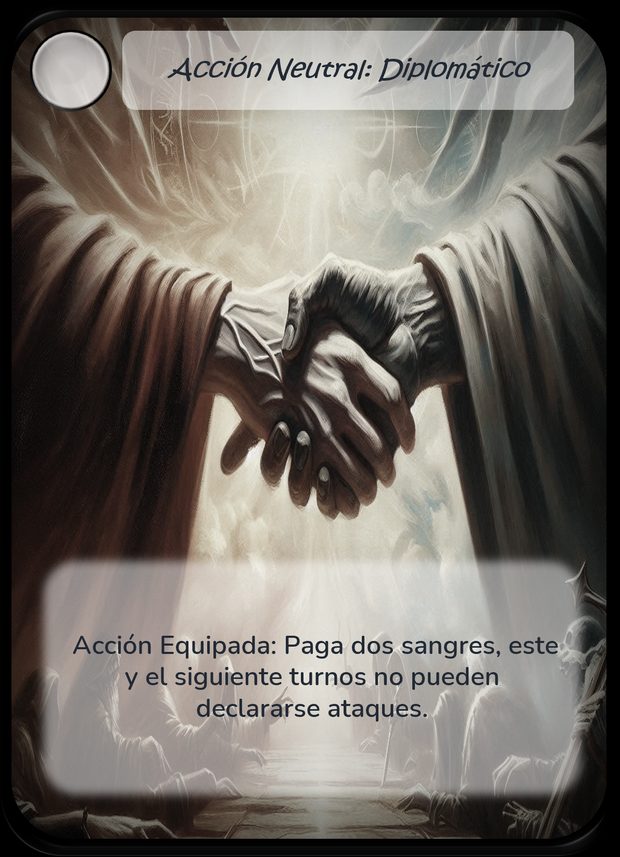 Acción Neutral: Diplomático
Acción Equipada: Paga dos sangres, este
y el siguiente turnos no pueden
declararse ataques.